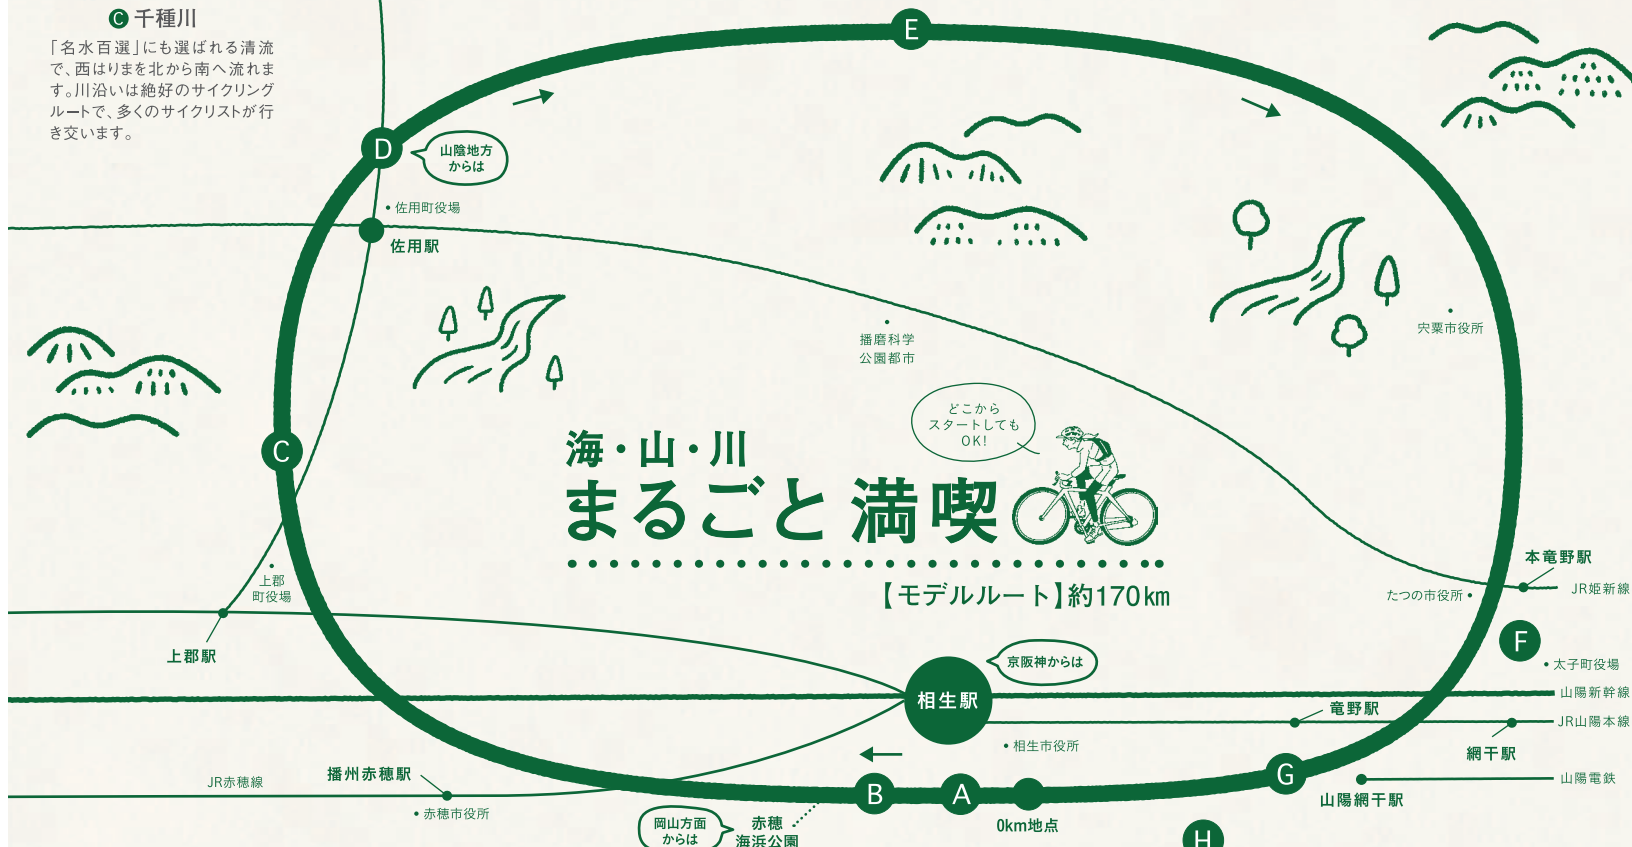 C 千種川
「名水百選」にも選ばれる清流
で、西はりまを北から南へ流れま
す。川沿いは絶好のサイクリング
ルートで、多くのサイクリストが行
き交います。
E
D
山陰地方
からは
佐用町役場
佐用駅
播磨科学
公園都市
宍粟市役所
どこから
スタートしても
OK!
海・山・川
まるごと満喫
【モデルルート】約170km
C
上郡
町役場
上郡駅
本竜野駅
JR姫新線
たつの市役所
F
太子町役場
京阪神からは
相生駅
山陽新幹線
竜野駅
JR山陽本線
網干駅
相生市役所
JR赤穂線
播州赤穂駅
赤穂市役所
G
山陽電鉄
山陽網干駅
B
A
0km地点
岡山方面
からは
赤穂
海浜公園
H